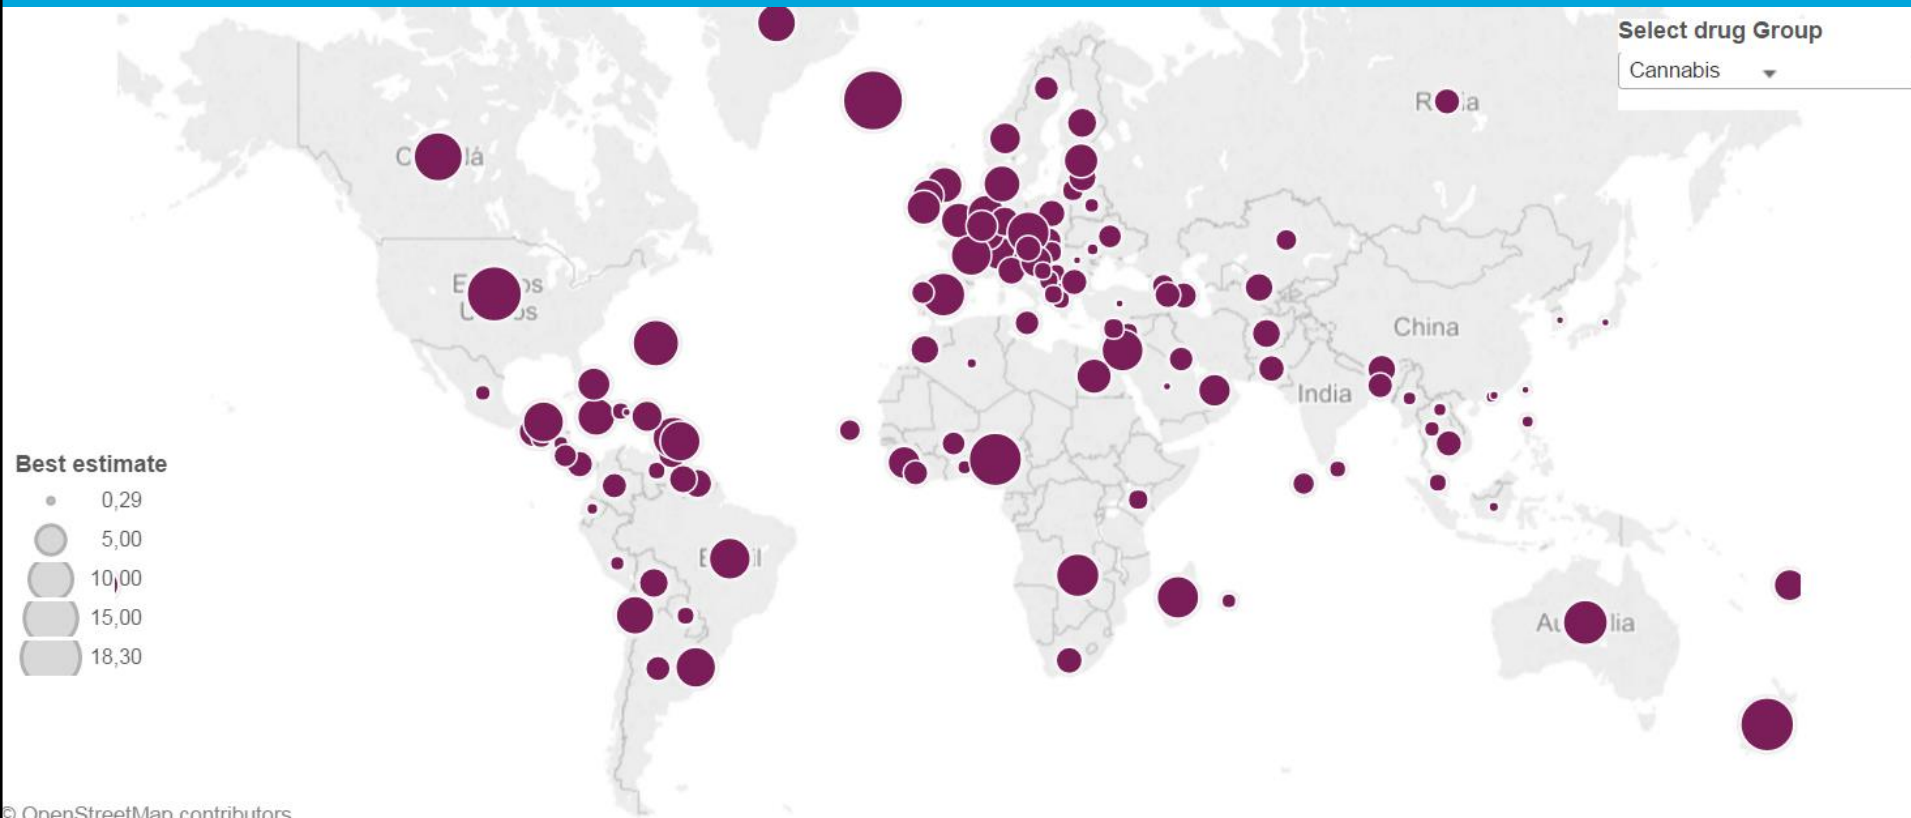 Select drug Group
Cannabis
China
India
Best estimate
0,29
5,00
10,00
15,00
18,30
© OpenStreetMap contributors